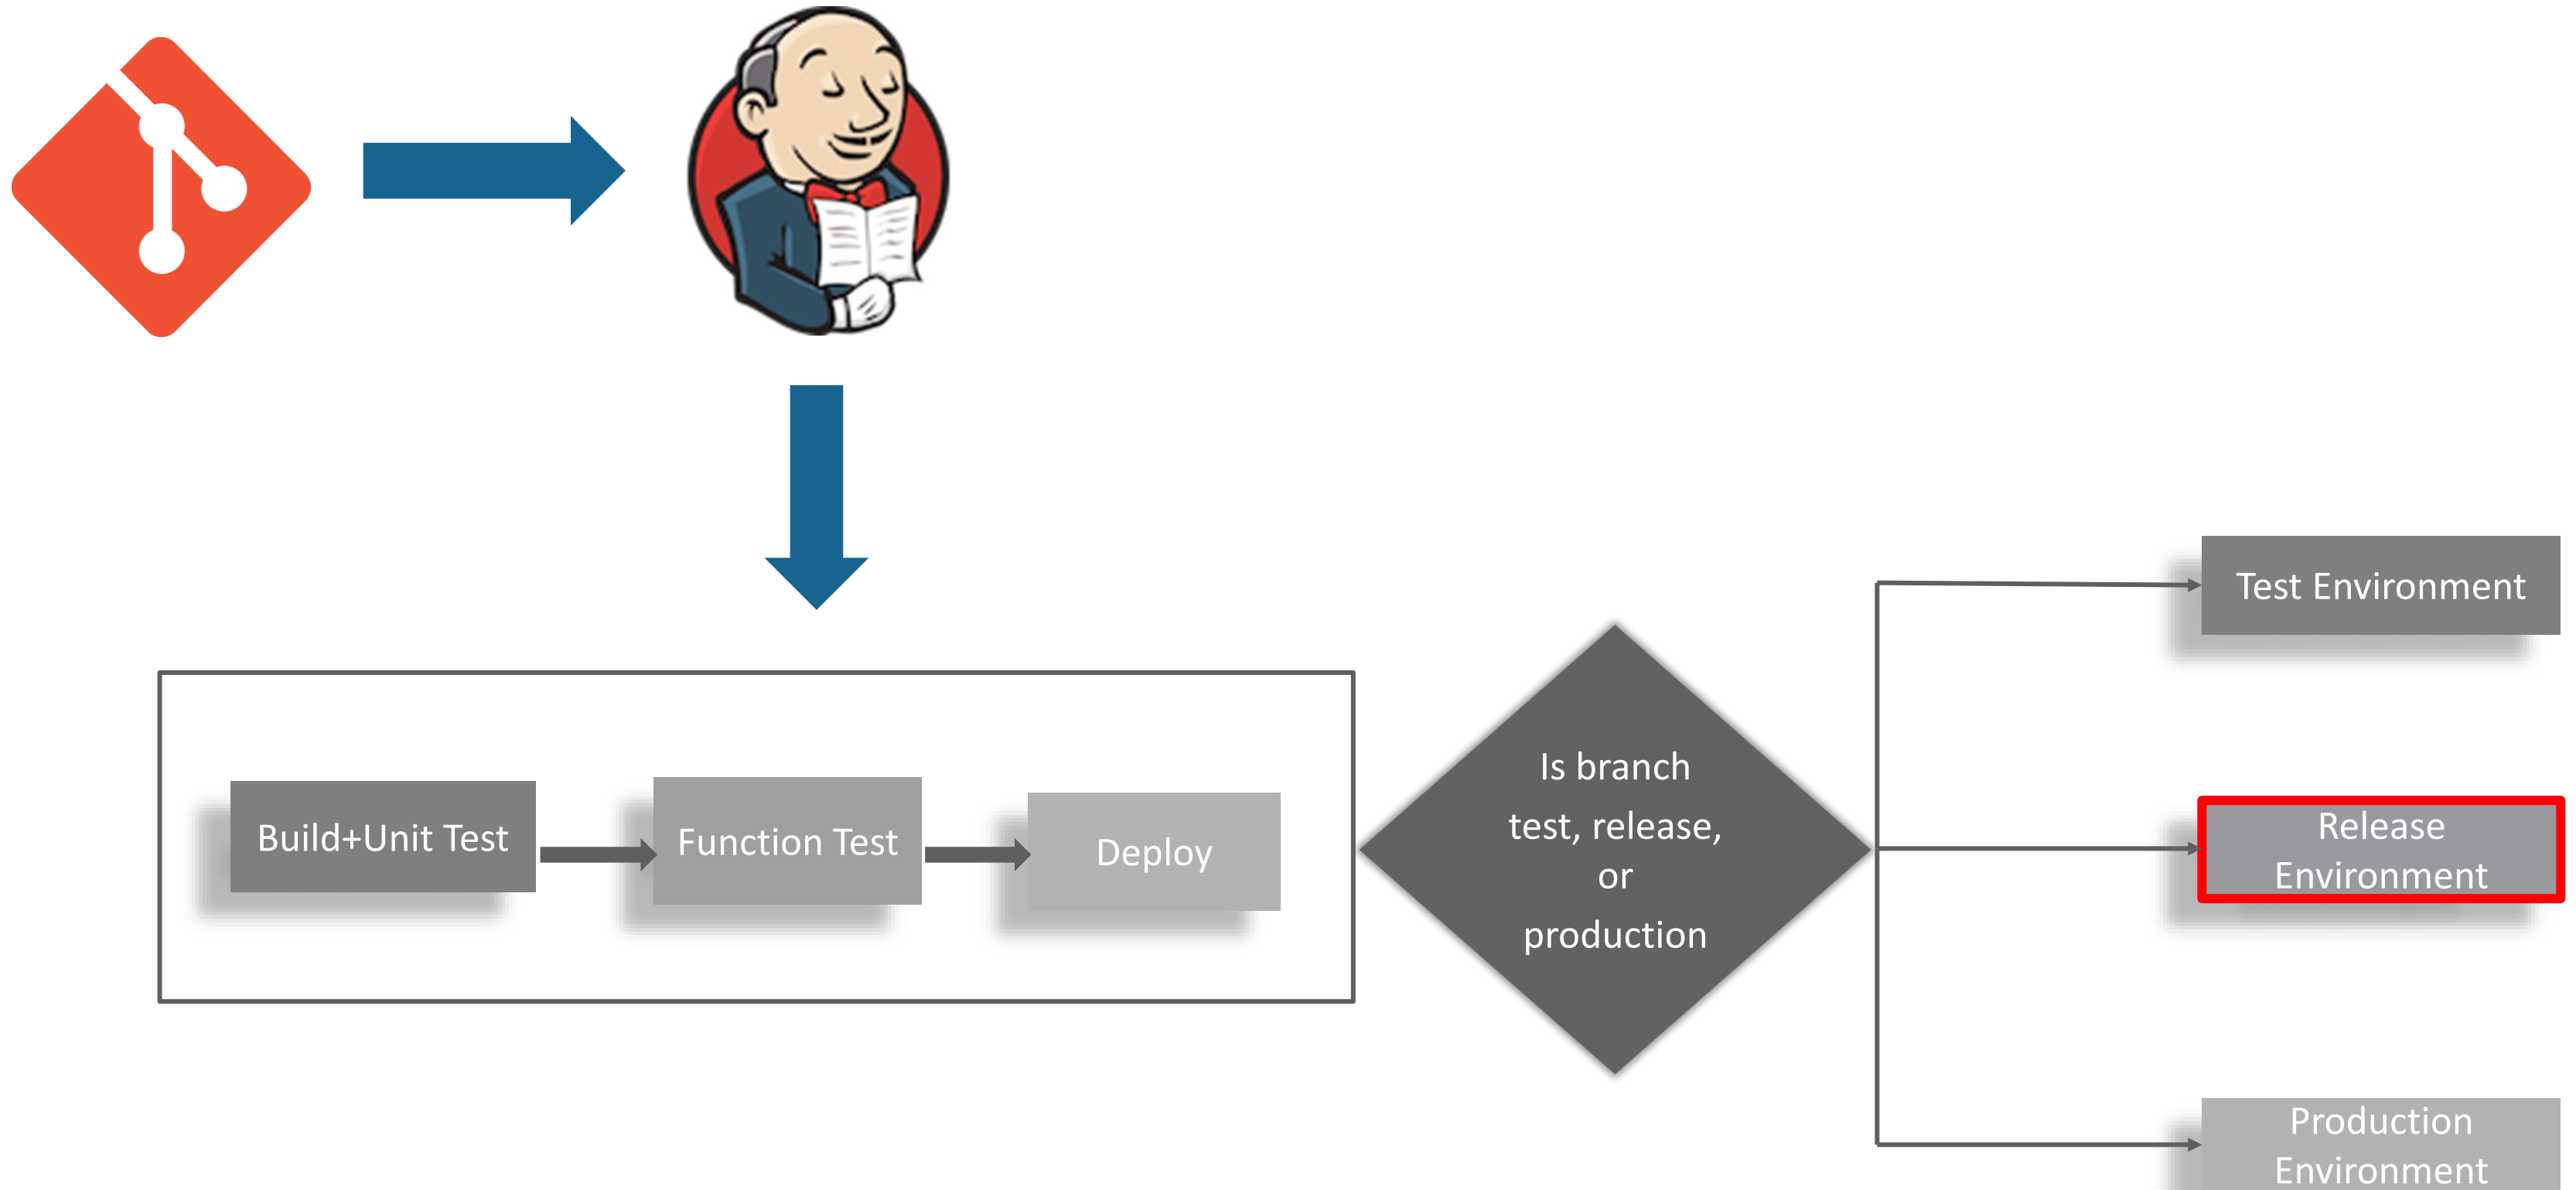 Test Environment
Is branch
test, release,
or
production
Build+Unit Test
Function Test
Deploy
Release
Environment
Production
Environment